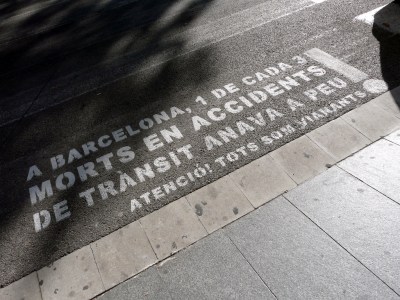 A BARCELONA, 1 DE CADA 3
MORTS EN ACCIDENTS
DE TRÀNSIT ANAVA A PEU
ATENCIÓ! TOTS SOM VIANANTS